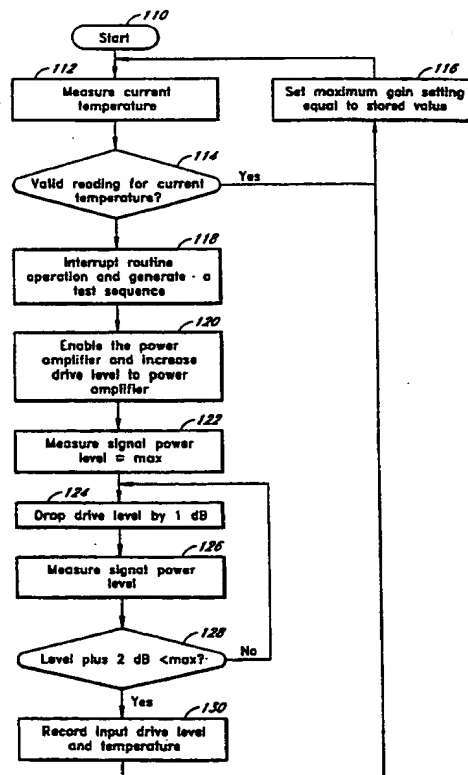 110
Start
112
Measure current
temperature
116
Set maximum gain setting
equal to stored value
114
Valid reading for current
temperature?
Yes
118
Interrupt routine
operation and generate a
test sequence
120
Enable the power
amplifier and increase
drive level to power
amplifier
122
Measure signal power
level = max
124
Drop drive level by 1 dB
126
Measure signal power
level
128
Level plus 2 dB <max?
No
Yes
130
Record input drive level
and temperature